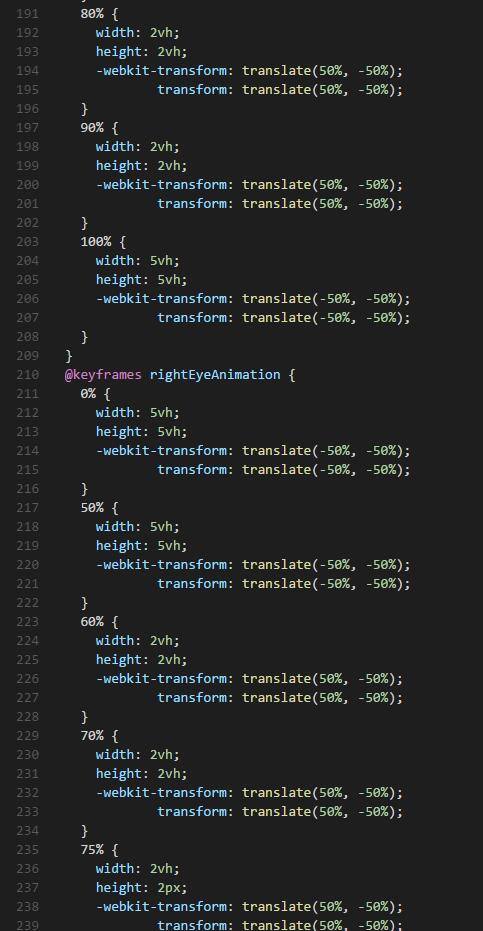 191 80% {
192 width: 2vh;
193 height: 2vh;
194 -webkit-transform: translate(50%, -50%);
195 transform: translate(50%, -50%);
196 }
197 90% {
198 width: 2vh;
199 height: 2vh;
200 -webkit-transform: translate(50%, -50%);
201 transform: translate(50%, -50%);
202 }
203 100% {
204 width: 5vh;
205 height: 5vh;
206 -webkit-transform: translate(-50%, -50%);
207 transform: translate(-50%, -50%);
208 }
209 }
210 @keyframes rightEyeAnimation {
211 0% {
212 width: 5vh;
213 height: 5vh;
214 -webkit-transform: translate(-50%, -50%);
215 transform: translate(-50%, -50%);
216 }
217 50% {
218 width: 5vh;
219 height: 5vh;
220 -webkit-transform: translate(-50%, -50%);
221 transform: translate(-50%, -50%);
222 }
223 60% {
224 width: 2vh;
225 height: 2vh;
226 -webkit-transform: translate(50%, -50%);
227 transform: translate(50%, -50%);
228 }
229 70% {
230 width: 2vh;
231 height: 2vh;
232 -webkit-transform: translate(50%, -50%);
233 transform: translate(50%, -50%);
234 }
235 75% {
236 width: 2vh;
237 height: 2px;
238 -webkit-transform: translate(50%, -50%);
239 transform: translate(50%, -50%);